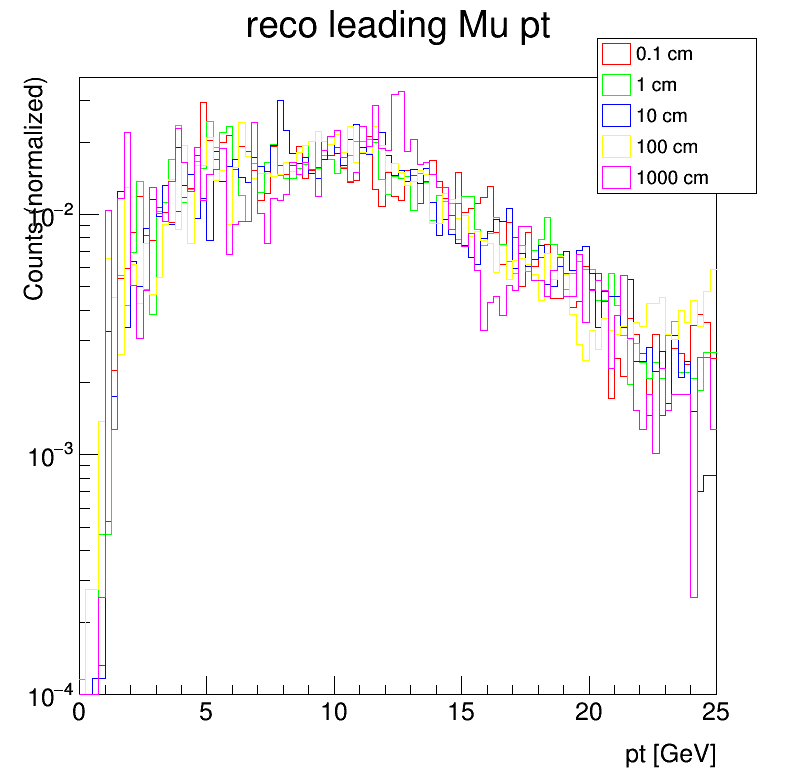 reco leading Mu pt
0.1 cm
1 cm
10 cm
100 cm
1000 cm
Counts (normalized)
10⁻²
10⁻³
10⁻⁴
0 5 10 15 20 25
pt [GeV]